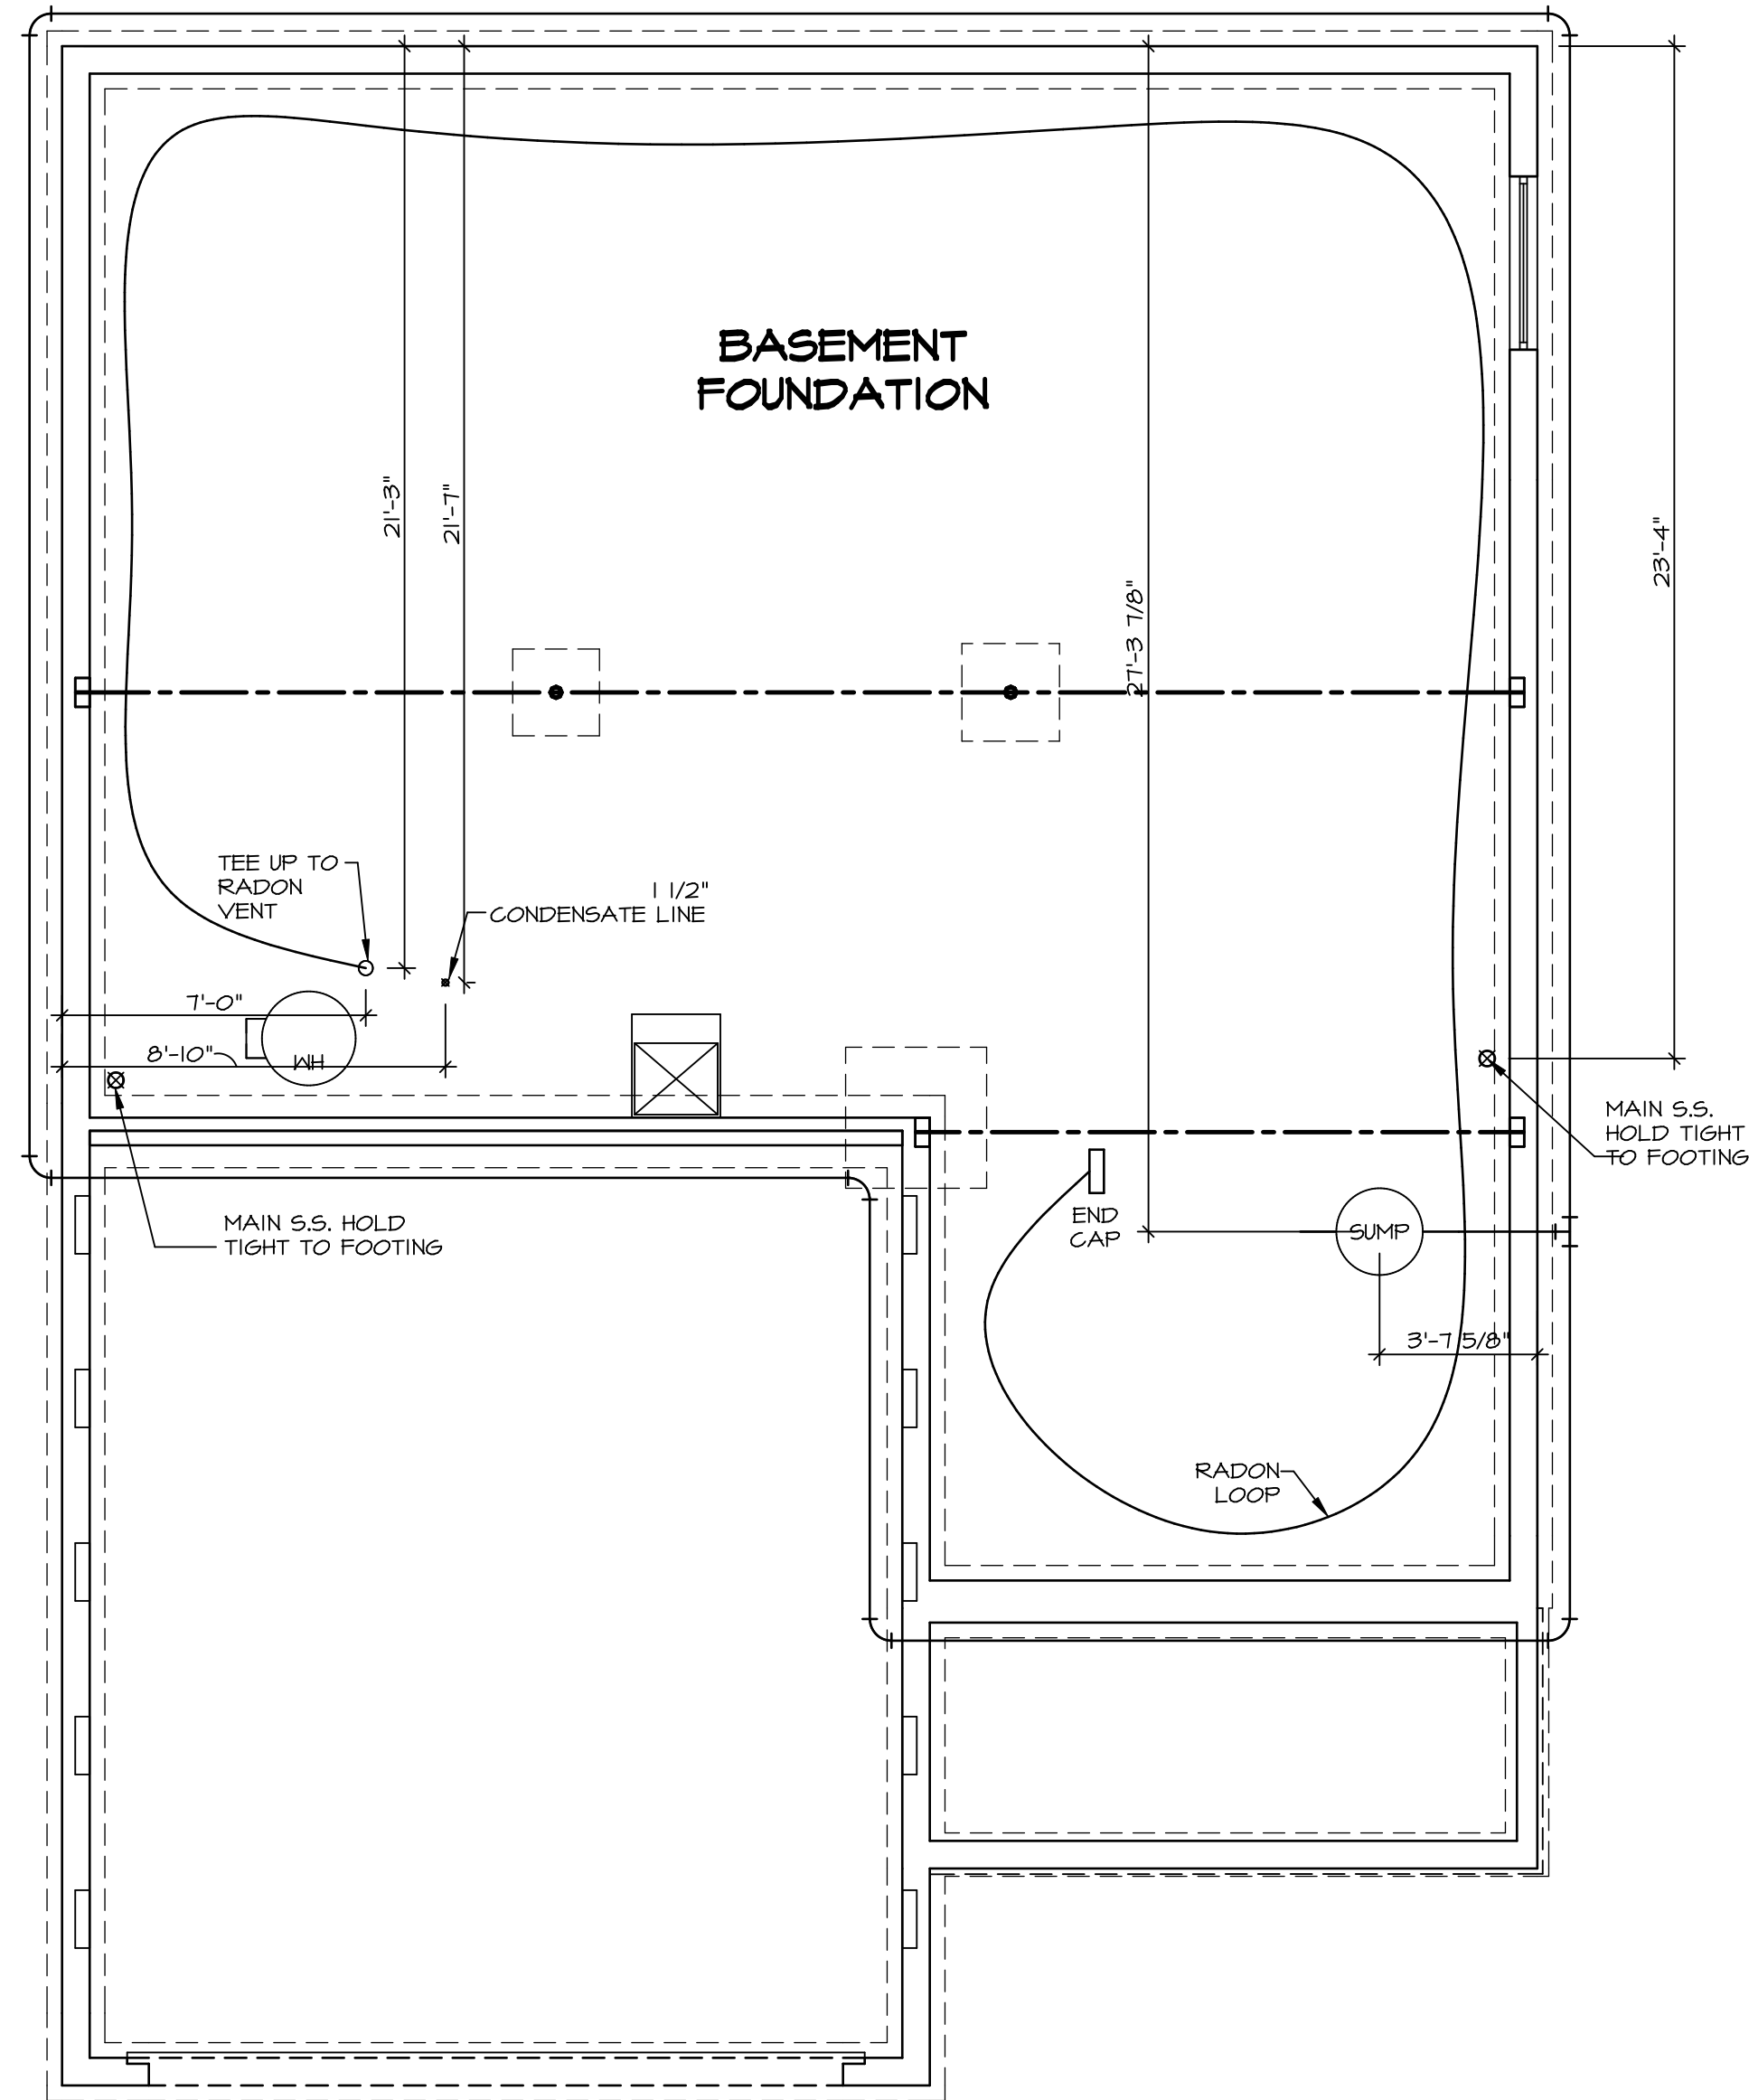 BASEMENT
FOUNDATION
21'-3"
21'-7"
27'-3 7/8"
23'-4"
TEE UP TO
RADON
VENT
1 1/2"
CONDENSATE LINE
7'-0"
8'-10"
WH
MAIN S.S. HOLD
TIGHT TO FOOTING
MAIN S.S.
HOLD TIGHT
TO FOOTING
END
CAP
SUMP
3'-7 5/8"
RADON
LOOP